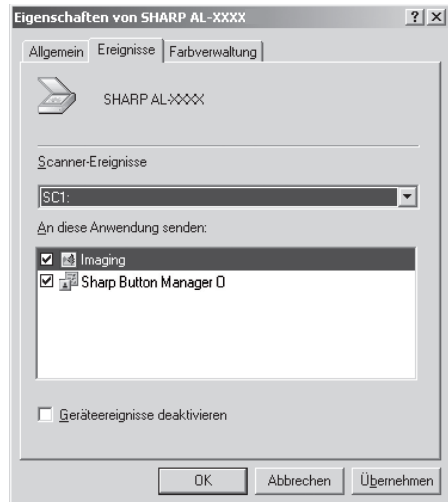 Eigenschaften von SHARP AL-XXXX
Allgemein Ereignisse Farbverwaltung
SHARP AL-XXXX
Scanner-Ereignisse
SC1:
An diese Anwendung senden:
Imaging
Sharp Button Manager O
Geräteereignisse deaktivieren
OK Abbrechen Übernehmen